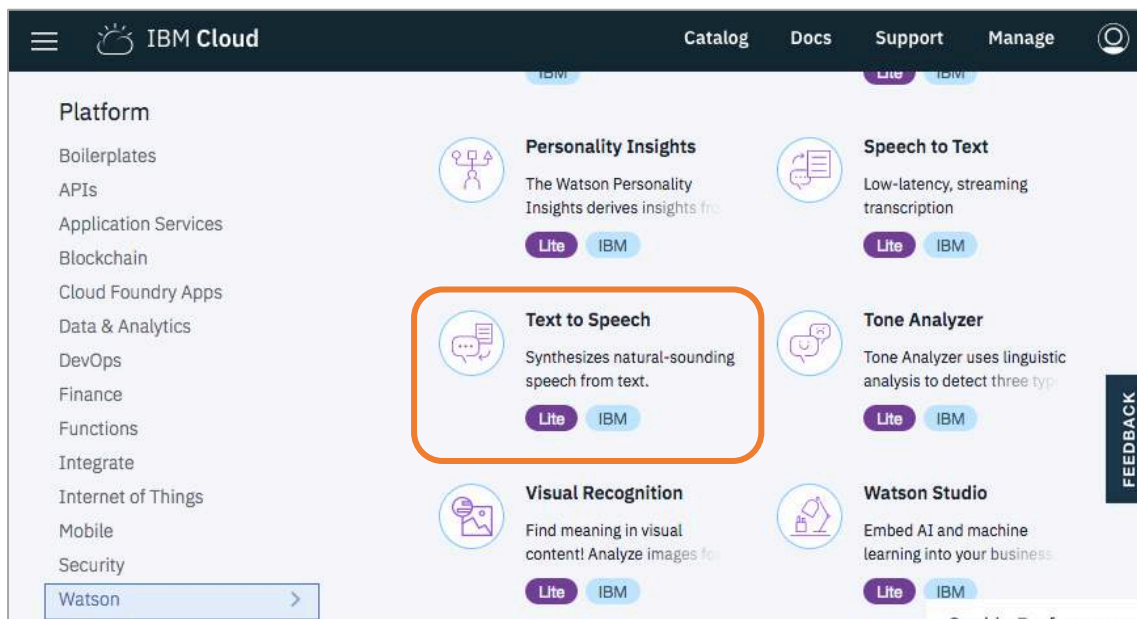 IBM Cloud
Catalog Docs Support Manage
IBM
Lite IBM
Platform
Boilerplates
APIs
Application Services
Blockchain
Cloud Foundry Apps
Data & Analytics
DevOps
Finance
Functions
Integrate
Internet of Things
Mobile
Security
Watson
Personality Insights
The Watson Personality
Insights derives insights
Lite IBM
Speech to Text
Low-latency, streaming
transcription
Lite IBM
Text to Speech
Synthesizes natural-sounding
speech from text.
Lite IBM
Tone Analyzer
Tone Analyzer uses linguistic
analysis to detect three
Lite IBM
Visual Recognition
Find meaning in visual
content! Analyze images
Lite IBM
Watson Studio
Embed AI and machine
learning into your business
Lite IBM
FEEDBACK